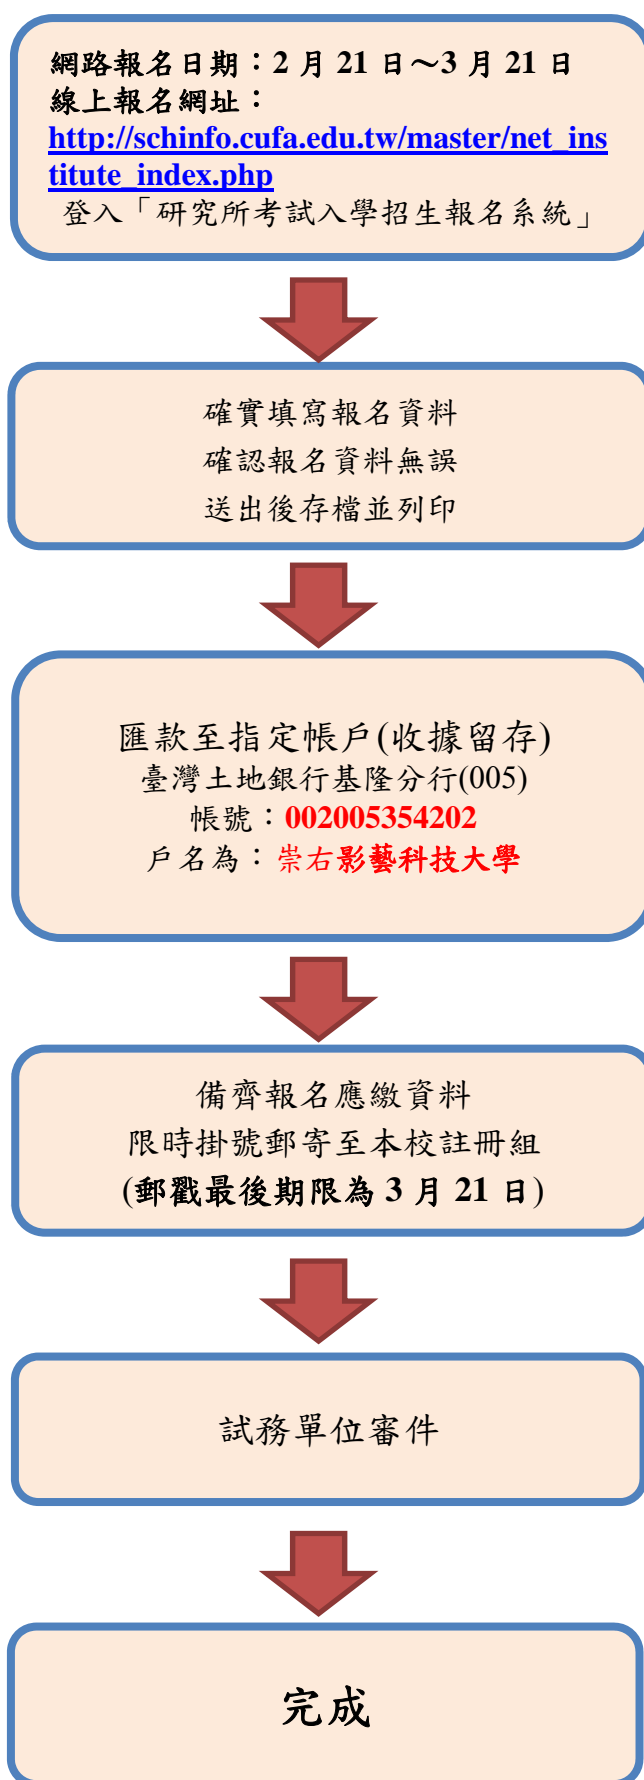 網路報名日期：2 月 21 日～3 月 21 日
線上報名網址：
http://schinfo.cufa.edu.tw/master/net_ins
titute_index.php
登入「研究所考試入學招生報名系統」
確實填寫報名資料
確認報名資料無誤
送出後存檔並列印
匯款至指定帳戶(收據留存)
臺灣土地銀行基隆分行(005)
帳號：002005354202
戶名為：崇右影藝科技大學
備齊報名應繳資料
限時掛號郵寄至本校註冊組
(郵戳最後期限為 3 月 21 日)
試務單位審件
完成